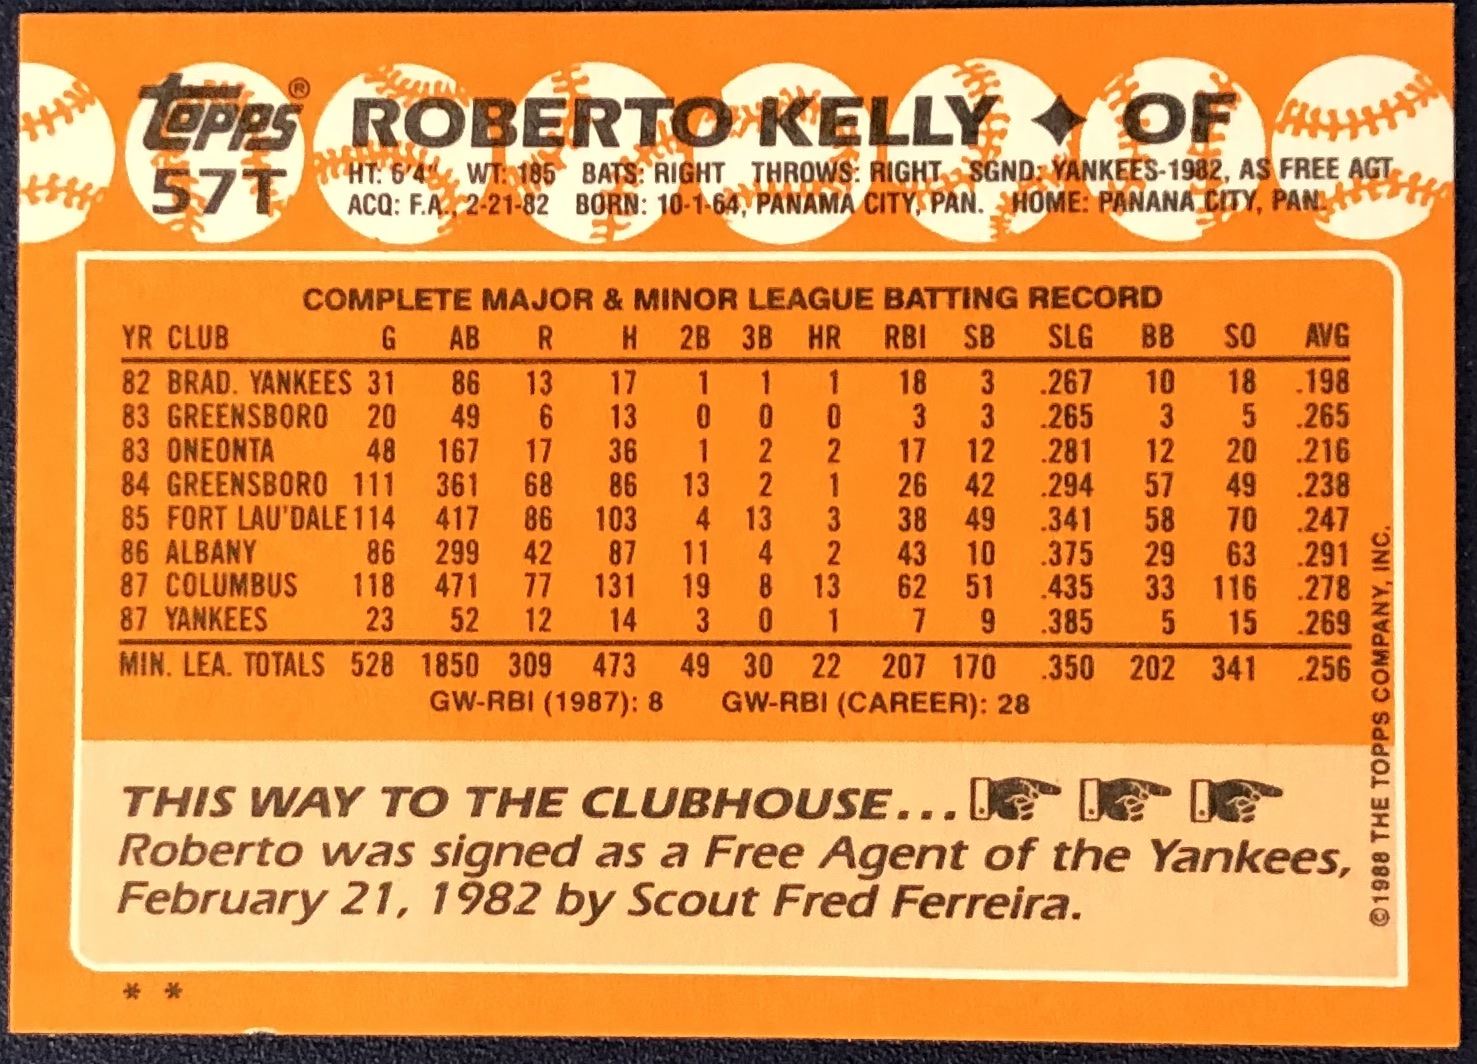 topps® ROBERTO KELLY ♦ OF
57T
HT: 6'4" WT: 185 BATS: RIGHT THROWS: RIGHT SGND: YANKEES-1982, AS FREE AGT
ACQ: F.A., 2-21-82 BORN: 10-1-64, PANAMA CITY, PAN. HOME: PANANA CITY, PAN.
COMPLETE MAJOR & MINOR LEAGUE BATTING RECORD
YR CLUB G AB R H 2B 3B HR RBI SB SLG BB SO AVG
82 BRAD. YANKEES 31 86 13 17 1 1 1 18 3 .267 10 18 .198
83 GREENSBORO 20 49 6 13 0 0 0 3 3 .265 3 5 .265
83 ONEONTA 48 167 17 36 1 2 2 17 12 .281 12 20 .216
84 GREENSBORO 111 361 68 86 13 2 1 26 42 .294 57 49 .238
85 FORT LAU'DALE 114 417 86 103 4 13 3 38 49 .341 58 70 .247
86 ALBANY 86 299 42 87 11 4 2 43 10 .375 29 63 .291
87 COLUMBUS 118 471 77 131 19 8 13 62 51 .435 33 116 .278
87 YANKEES 23 52 12 14 3 0 1 7 9 .385 5 15 .269
MIN. LEA. TOTALS 528 1850 309 473 49 30 22 207 170 .350 202 341 .256
GW-RBI (1987): 8 GW-RBI (CAREER): 28
THIS WAY TO THE CLUBHOUSE...
Roberto was signed as a Free Agent of the Yankees,
February 21, 1982 by Scout Fred Ferreira.
©1988 THE TOPPS COMPANY, INC.
* *